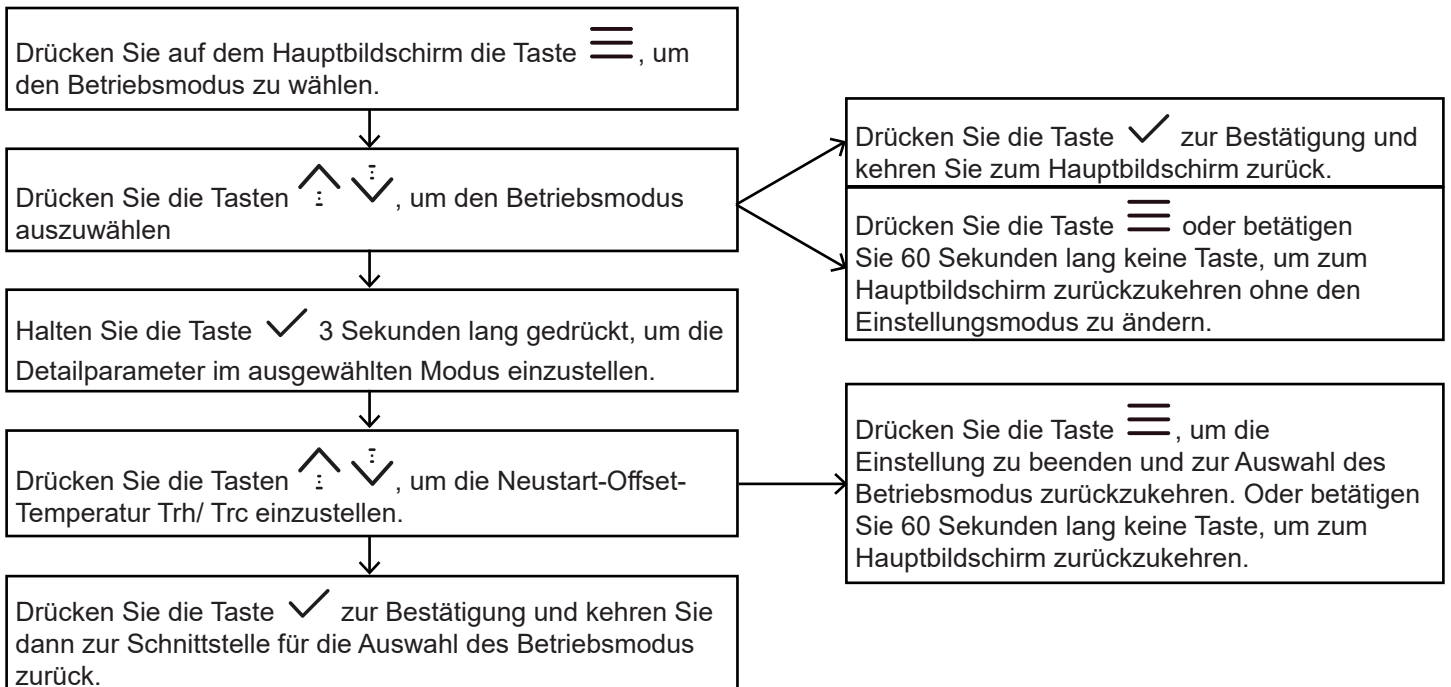 Drücken Sie auf dem Hauptbildschirm die Taste ☰, um
den Betriebsmodus zu wählen.
Drücken Sie die Tasten , um den Betriebsmodus
auszuwählen
Drücken Sie die Taste ✓ zur Bestätigung und
kehren Sie zum Hauptbildschirm zurück.
Drücken Sie die Taste ☰ oder betätigen
Sie 60 Sekunden lang keine Taste, um zum
Hauptbildschirm zurückzukehren ohne den
Einstellungsmodus zu ändern.
Halten Sie die Taste ✓ 3 Sekunden lang gedrückt, um die
Detailparameter im ausgewählten Modus einzustellen.
Drücken Sie die Tasten , um die Neustart-Offset-
Temperatur Trh/ Trc einzustellen.
Drücken Sie die Taste ☰, um die
Einstellung zu beenden und zur Auswahl des
Betriebsmodus zurückzukehren. Oder betätigen
Sie 60 Sekunden lang keine Taste, um zum
Hauptbildschirm zurückzukehren.
Drücken Sie die Taste ✓ zur Bestätigung und kehren Sie
dann zur Schnittstelle für die Auswahl des Betriebsmodus
zurück.